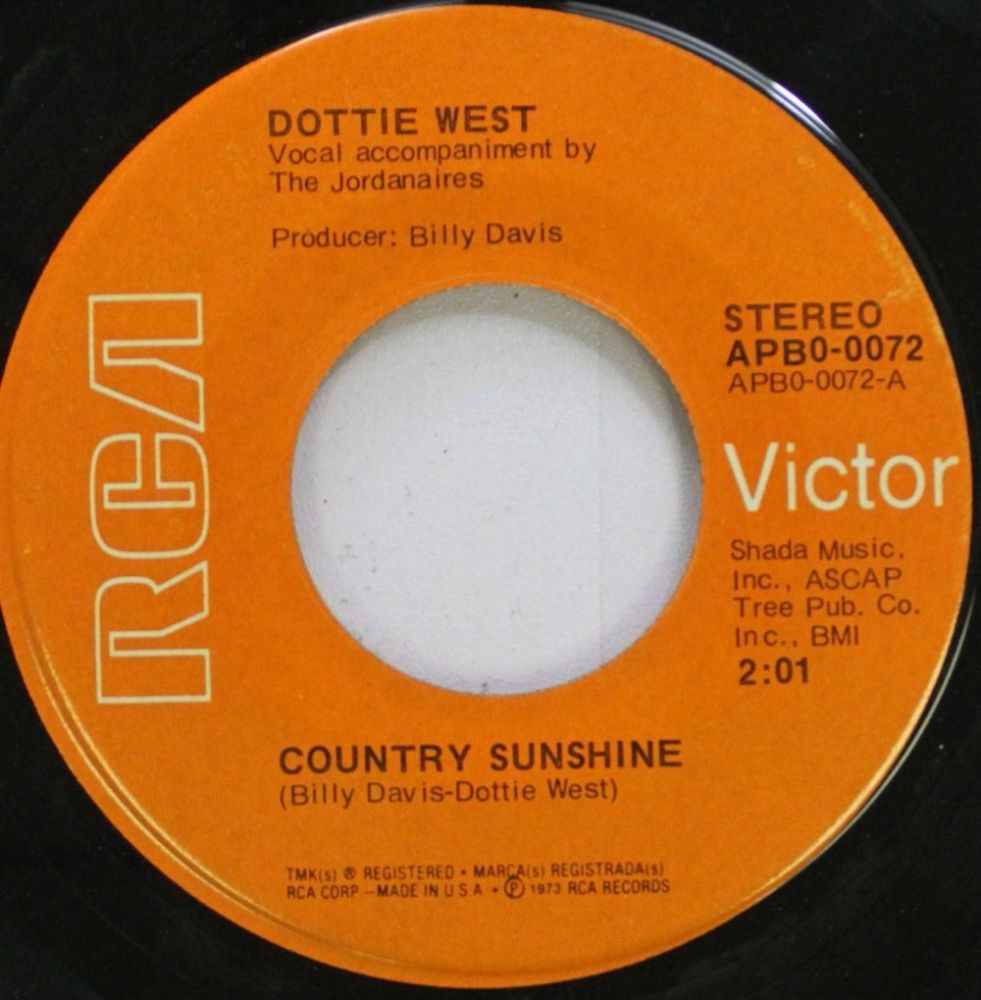 DOTTIE WEST
Vocal accompaniment by
The Jordanaires
Producer: Billy Davis
RCA
STEREO
APBO-0072
APBO-0072-A
Victor
Shada Music,
Inc., ASCAP
Tree Pub. Co.
Inc., BMI
2:01
COUNTRY SUNSHINE
(Billy Davis-Dottie West)
TMK(s) ® REGISTERED • MARCA(s) REGISTRADA(s)
RCA CORP –MADE IN U S A • ℗ 1973 RCA RECORDS